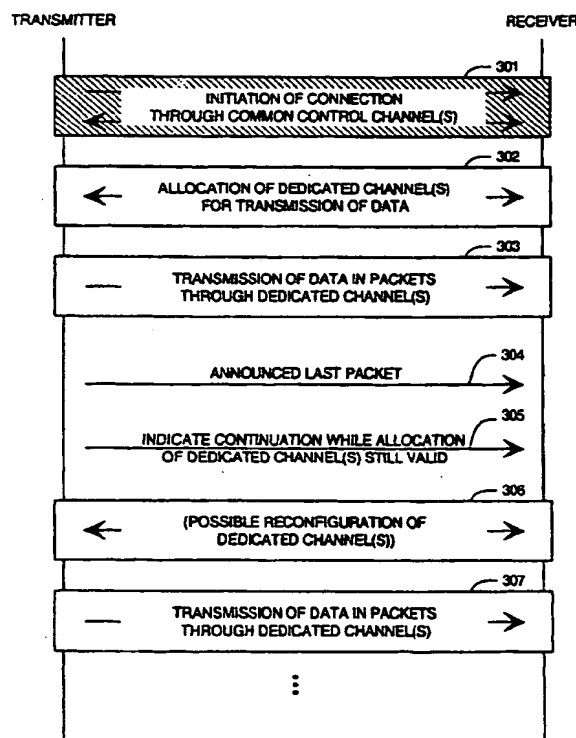 TRANSMITTER
RECEIVER
301
INITIATION OF CONNECTION
THROUGH COMMON CONTROL CHANNEL(S)
302
ALLOCATION OF DEDICATED CHANNEL(S)
FOR TRANSMISSION OF DATA
303
TRANSMISSION OF DATA IN PACKETS
THROUGH DEDICATED CHANNEL(S)
304
ANNOUNCED LAST PACKET
305
INDICATE CONTINUATION WHILE ALLOCATION
OF DEDICATED CHANNEL(S) STILL VALID
306
(POSSIBLE RECONFIGURATION OF
DEDICATED CHANNEL(S))
307
TRANSMISSION OF DATA IN PACKETS
THROUGH DEDICATED CHANNEL(S)